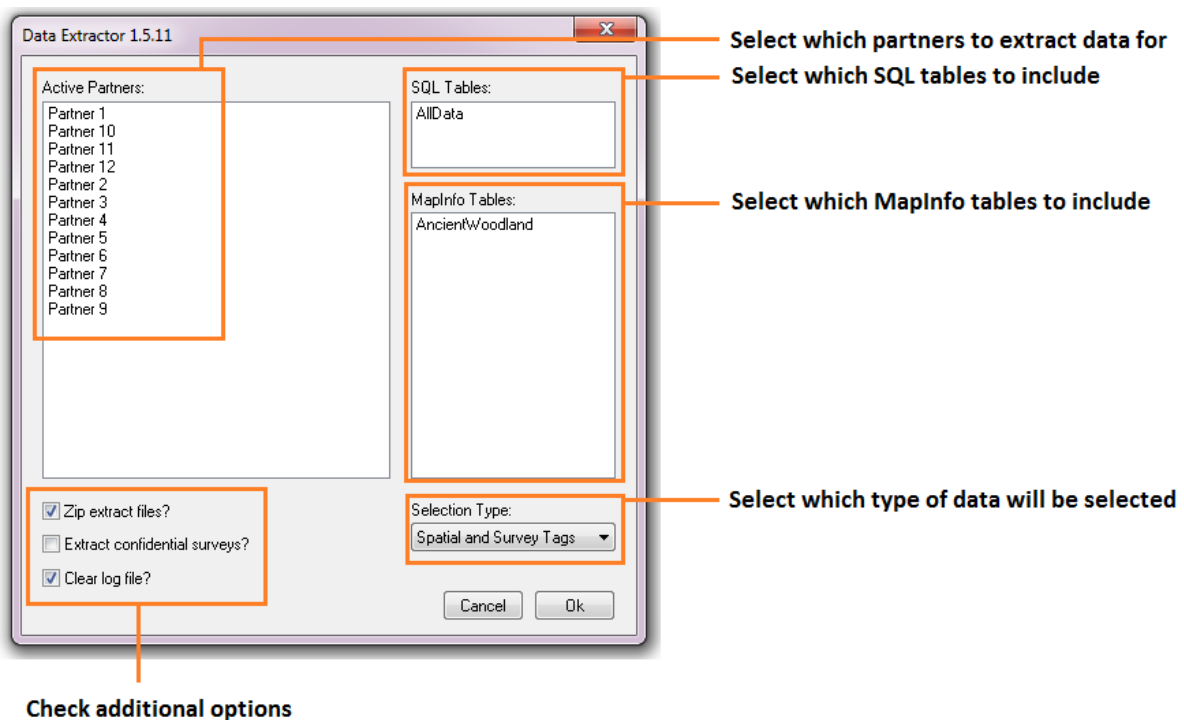 Data Extractor 1.5.11
Select which partners to extract data for
Select which SQL tables to include
Active Partners:
Partner 1
Partner 10
Partner 11
Partner 12
Partner 2
Partner 3
Partner 4
Partner 5
Partner 6
Partner 7
Partner 8
Partner 9
SQL Tables:
AllData
MapInfo Tables:
AncientWoodland
Select which MapInfo tables to include
Zip extract files?
Extract confidential surveys?
Clear log file?
Selection Type:
Spatial and Survey Tags
Select which type of data will be selected
Cancel
Ok
Check additional options